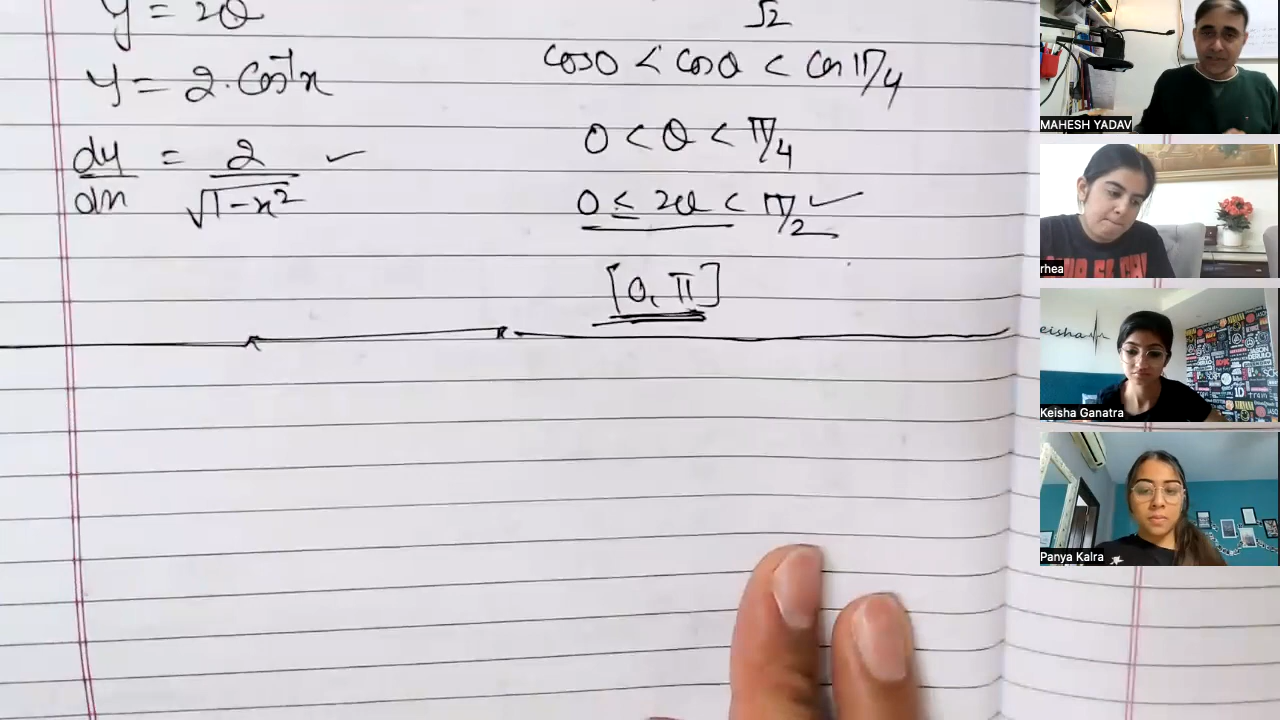 y = 2θ
y = 2.Cos⁻¹x
dy/dx = 2/√1-x² ✓
√2
cos0 < cosθ < cos π/4
0 < θ < π/4
0 ≤ 2θ < π/2 ✓
[0, π]
MAHESH YADAV
rhea
eisha
Keisha Ganatra
Panya Kalra